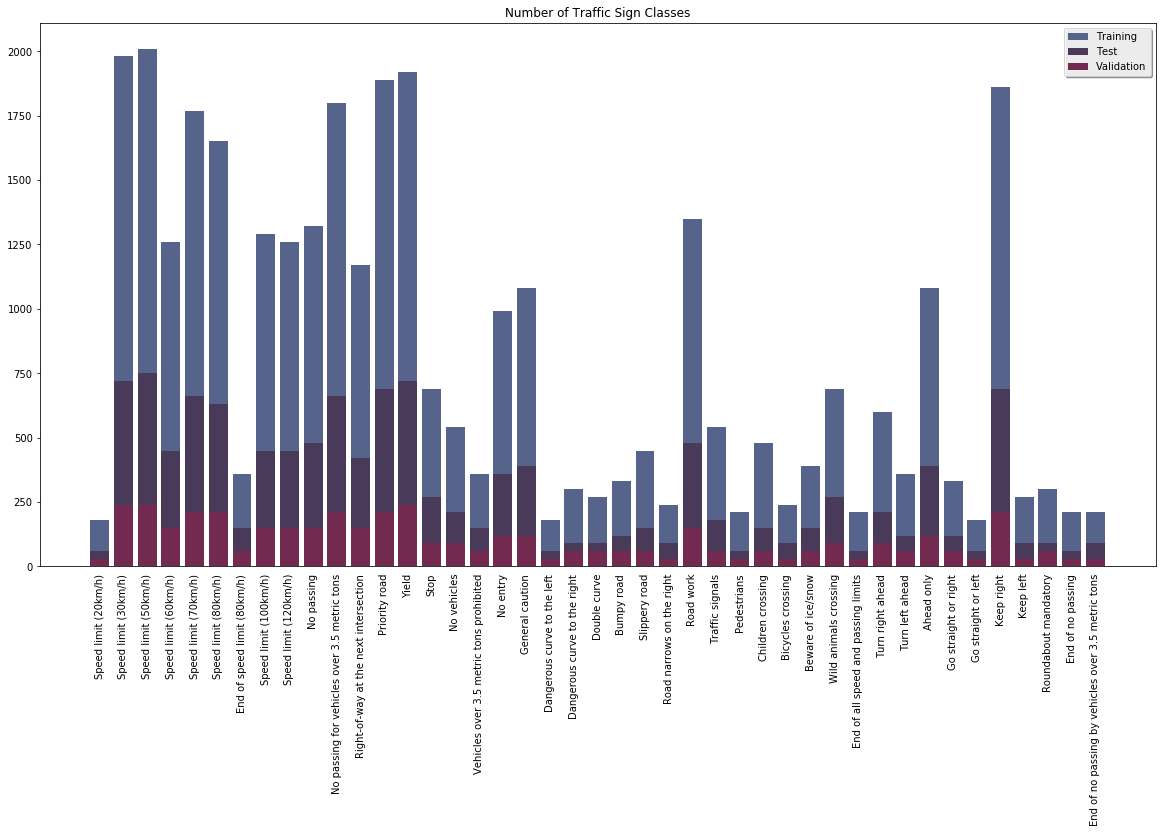 Number of Traffic Sign Classes
Training
Test
Validation
2000
1750
1500
1250
1000
750
500
250
0
Speed limit (20km/h)
Speed limit (30km/h)
Speed limit (50km/h)
Speed limit (60km/h)
Speed limit (70km/h)
Speed limit (80km/h)
End of speed limit (80km/h)
Speed limit (100km/h)
Speed limit (120km/h)
No passing
No passing for vehicles over 3.5 metric tons
Right-of-way at the next intersection
Priority road
Yield
Stop
No vehicles
Vehicles over 3.5 metric tons prohibited
No entry
General caution
Dangerous curve to the left
Dangerous curve to the right
Double curve
Bumpy road
Slippery road
Road narrows on the right
Road work
Traffic signals
Pedestrians
Children crossing
Bicycles crossing
Beware of ice/snow
Wild animals crossing
End of all speed and passing limits
Turn right ahead
Turn left ahead
Ahead only
Go straight or right
Go straight or left
Keep right
Keep left
Roundabout mandatory
End of no passing
End of no passing by vehicles over 3.5 metric tons